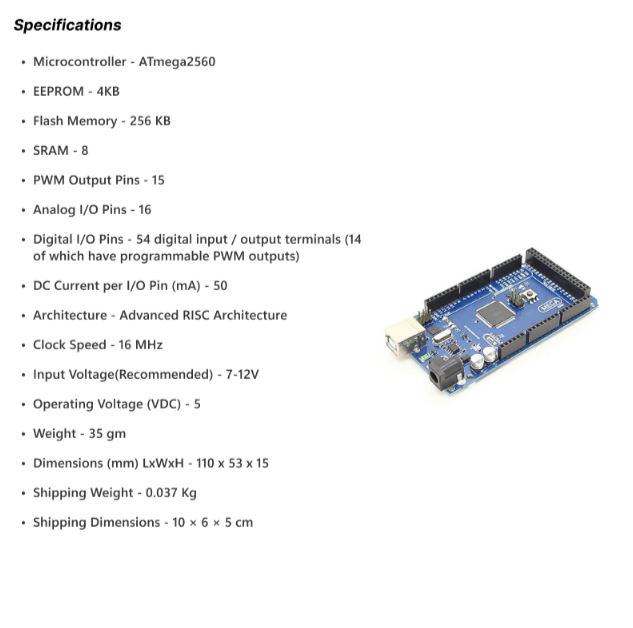 Specifications
• Microcontroller - ATmega2560
• EEPROM - 4KB
• Flash Memory - 256 KB
• SRAM - 8
• PWM Output Pins - 15
• Analog I/O Pins - 16
• Digital I/O Pins - 54 digital input / output terminals (14
of which have programmable PWM outputs)
• DC Current per I/O Pin (mA) - 50
• Architecture - Advanced RISC Architecture
• Clock Speed - 16 MHz
• Input Voltage(Recommended) - 7-12V
• Operating Voltage (VDC) - 5
• Weight - 35 gm
• Dimensions (mm) LxWxH - 110 x 53 x 15
• Shipping Weight - 0.037 Kg
• Shipping Dimensions - 10 × 6 × 5 cm
MEGA